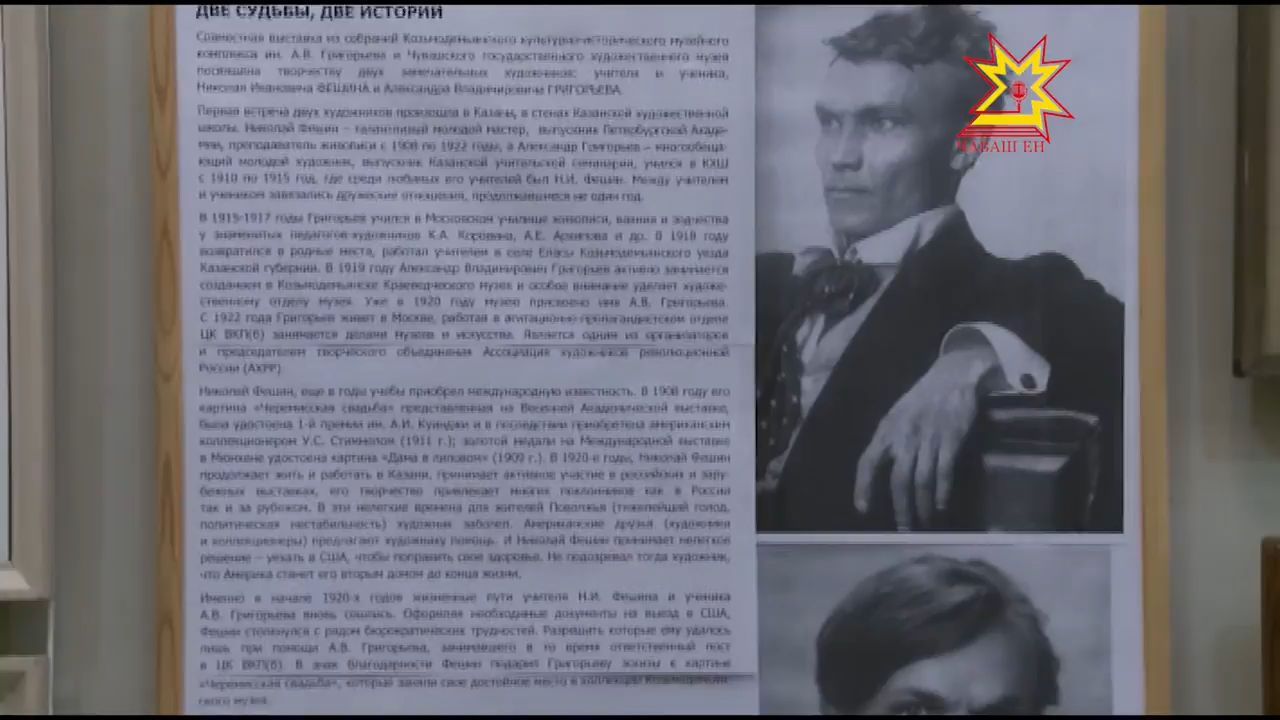 ДВЕ СУДЬБЫ, ДВЕ ИСТОРИИ
Совместная выставка из собраний Козьмодемьянского культурно-исторического музейного
комплекса им. А.В. Григорьева и Чувашского государственного художественного музея
посвящена творчеству двух замечательных художников: учителя и ученика,
Николая Ивановича ФЕШИНА и Александра Владимировича ГРИГОРЬЕВА.
Первая встреча двух художников произошла в Казани, в стенах Казанской художественной
школы. Николай Фешин – талантливый молодой мастер, выпускник Петербургской Акаде-
мии, преподаватель живописи с 1908 по 1922 годы, а Александр Григорьев – многообеща-
ющий молодой художник, выпускник Казанской учительской семинарии, учился в КХШ
с 1910 по 1915 год, где среди любимых его учителей был Н.И. Фешин. Между учителем
и учеником завязались дружеские отношения, продолжавшиеся не один год.
В 1915-1917 годы Григорьев учился в Московском училище живописи, ваяния и зодчества
у знаменитых педагогов-художников К.А. Коровина, А.Е. Архипова и др. В 1918 году
возвратился в родные места, работал учителем в селе Еласы Козьмодемьянского уезда
Казанской губернии. В 1919 году Александр Владимирович Григорьев активно занимается
созданием в Козьмодемьянске Краеведческого музея и особое внимание уделяет художе-
ственному отделу музея. Уже в 1920 году музею присвоено имя А.В. Григорьева.
С 1922 года Григорьев живет в Москве, работая в агитационно-пропагандистском отделе
ЦК ВКП(б) занимается делами музеев и искусства. Является одним из организаторов
и председателем творческого объединения Ассоциация художников революционной
России (АХРР)
Николай Фешин, еще в годы учебы приобрел международную известность. В 1908 году его
картина «Черемисская свадьба» представленная на Весенней Академической выставке,
была удостоена 1-й премии им. А.И. Куинджи и в последствии приобретена американским
коллекционером У.С. Стиммелом (1911 г.); золотой медали на Международной выставке
в Мюнхене удостоена картина «Дама в лиловом» (1909 г.). В 1920-е годы, Николай Фешин
продолжает жить и работать в Казани, принимает активное участие в российских и зару-
бежных выставках, его творчество привлекает многих поклонников как в России
так и за рубежом. В эти нелегкие времена для жителей Поволжья (тяжелейший голод,
политическая нестабильность) художник заболел. Американские друзья (художники
и коллекционеры) предлагают художнику помощь. И Николай Фешин принимает нелегкое
решение – уехать в США, чтобы поправить свое здоровье. Не подозревал тогда художник,
что Америка станет его вторым домом до конца жизни.
Именно в начале 1920-х годов жизненные пути учителя Н.И. Фешина и ученика
А.В. Григорьева вновь сошлись. Оформляя необходимые документы на выезд в США,
Фешин столкнулся с рядом бюрократических трудностей. Разрешить которые ему удалось
лишь при помощи А.В. Григорьева, занимавшего в то время ответственный пост
в ЦК ВКП(б). В знак благодарности Фешин подарил Григорьеву эскизы к картине
«Черемисская свадьба», которые заняли свое достойное место в коллекции Козьмодемьян-
ского музея.
ЧĂВАШ ЕН